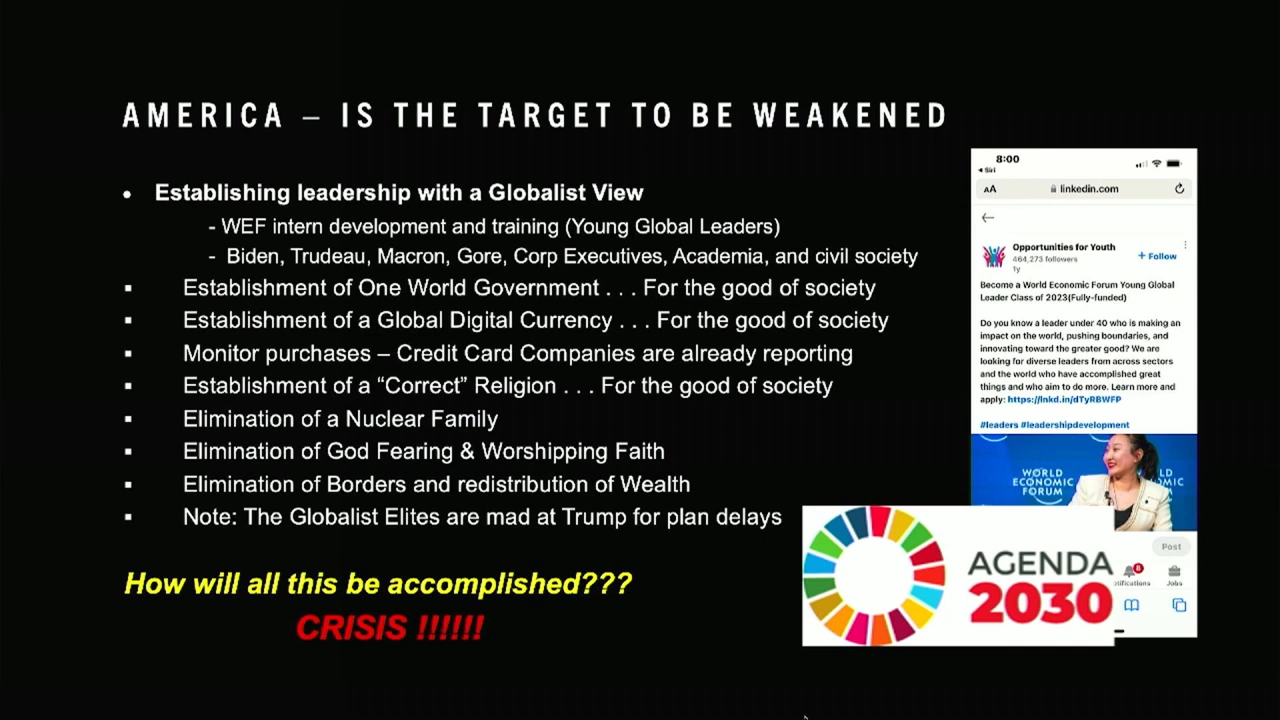 AMERICA – IS THE TARGET TO BE WEAKENED
• Establishing leadership with a Globalist View
- WEF intern development and training (Young Global Leaders)
- Biden, Trudeau, Macron, Gore, Corp Executives, Academia, and civil society
▪ Establishment of One World Government . . . For the good of society
▪ Establishment of a Global Digital Currency . . . For the good of society
▪ Monitor purchases – Credit Card Companies are already reporting
▪ Establishment of a “Correct” Religion . . . For the good of society
▪ Elimination of a Nuclear Family
▪ Elimination of God Fearing & Worshipping Faith
▪ Elimination of Borders and redistribution of Wealth
▪ Note: The Globalist Elites are mad at Trump for plan delays
How will all this be accomplished???
CRISIS !!!!!!
8:00
Siri
AA linkedin.com
Opportunities for Youth
464,273 followers
1y
+ Follow
Become a World Economic Forum Young Global
Leader Class of 2023(Fully-funded)
Do you know a leader under 40 who is making an
impact on the world, pushing boundaries, and
innovating toward the greater good? We are
looking for diverse leaders from across sectors
and the world who have accomplished great
things and who aim to do more. Learn more and
apply: https://lnkd.in/dTyRBWFP
#leaders #leadershipdevelopment
WORLD
ECONOMIC
FORUM
Post
8
otifications Jobs
AGENDA
2030